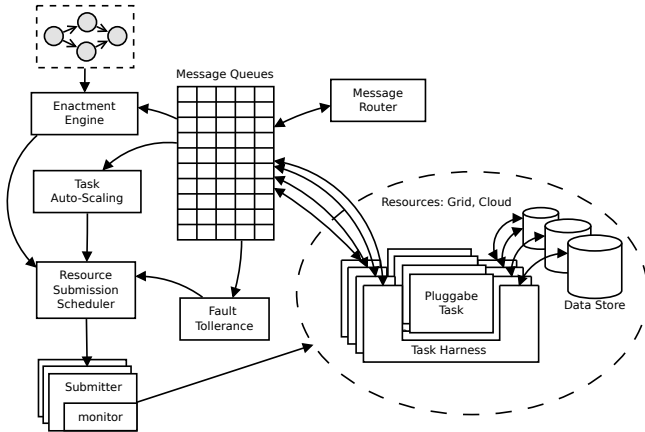 Message Queues
Enactment
Engine
Message
Router
Task
Auto-Scaling
Resources: Grid, Cloud
Resource
Submission
Scheduler
Fault
Tollerance
Pluggabe
Task
Data Store
Task Harness
Submitter
monitor